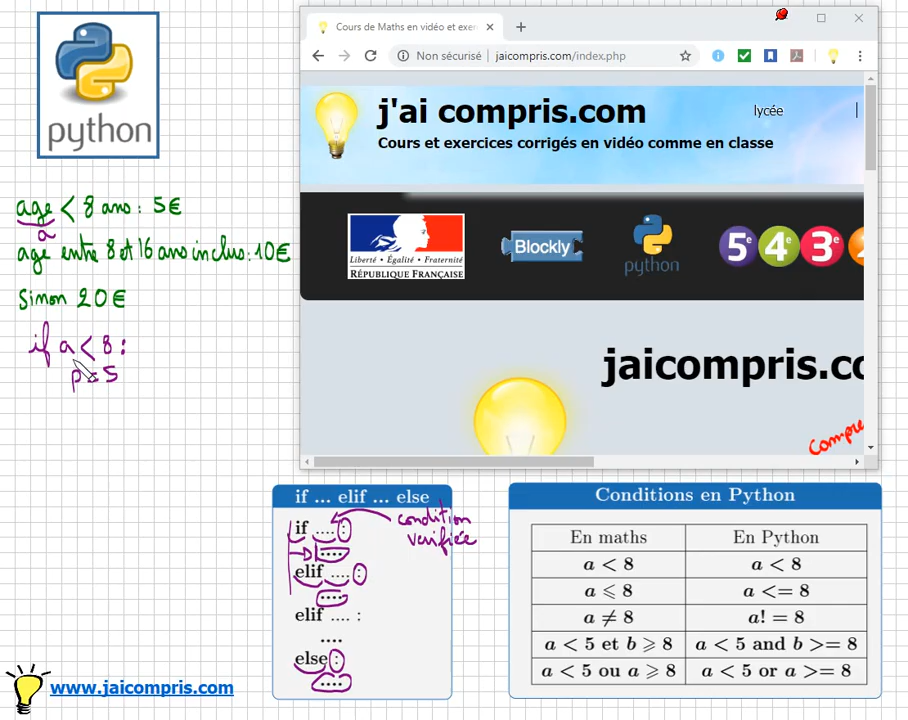 python
age < 8 ans : 5€
a
age entre 8 et 16 ans inclus : 10€
Sinon 20€
if a < 8 :
p = 5
www.jaicompris.com
Cours de Maths en vidéo et exer
Non sécurisé | jaicompris.com/index.php
j'ai compris.com
lycée
Cours et exercices corrigés en vidéo comme en classe
Liberté • Égalité • Fraternité
RÉPUBLIQUE FRANÇAISE
Blockly
python
5e 4e 3e
jaicompris.co
Compre
if ... elif ... else
if .... :
condition
vérifiée
....
elif .... :
....
elif .... :
....
else :
....
Conditions en Python
En maths En Python
a < 8 a < 8
a ⩽ 8 a <= 8
a ≠ 8 a! = 8
a < 5 et b ⩾ 8 a < 5 and b >= 8
a < 5 ou a ⩾ 8 a < 5 or a >= 8